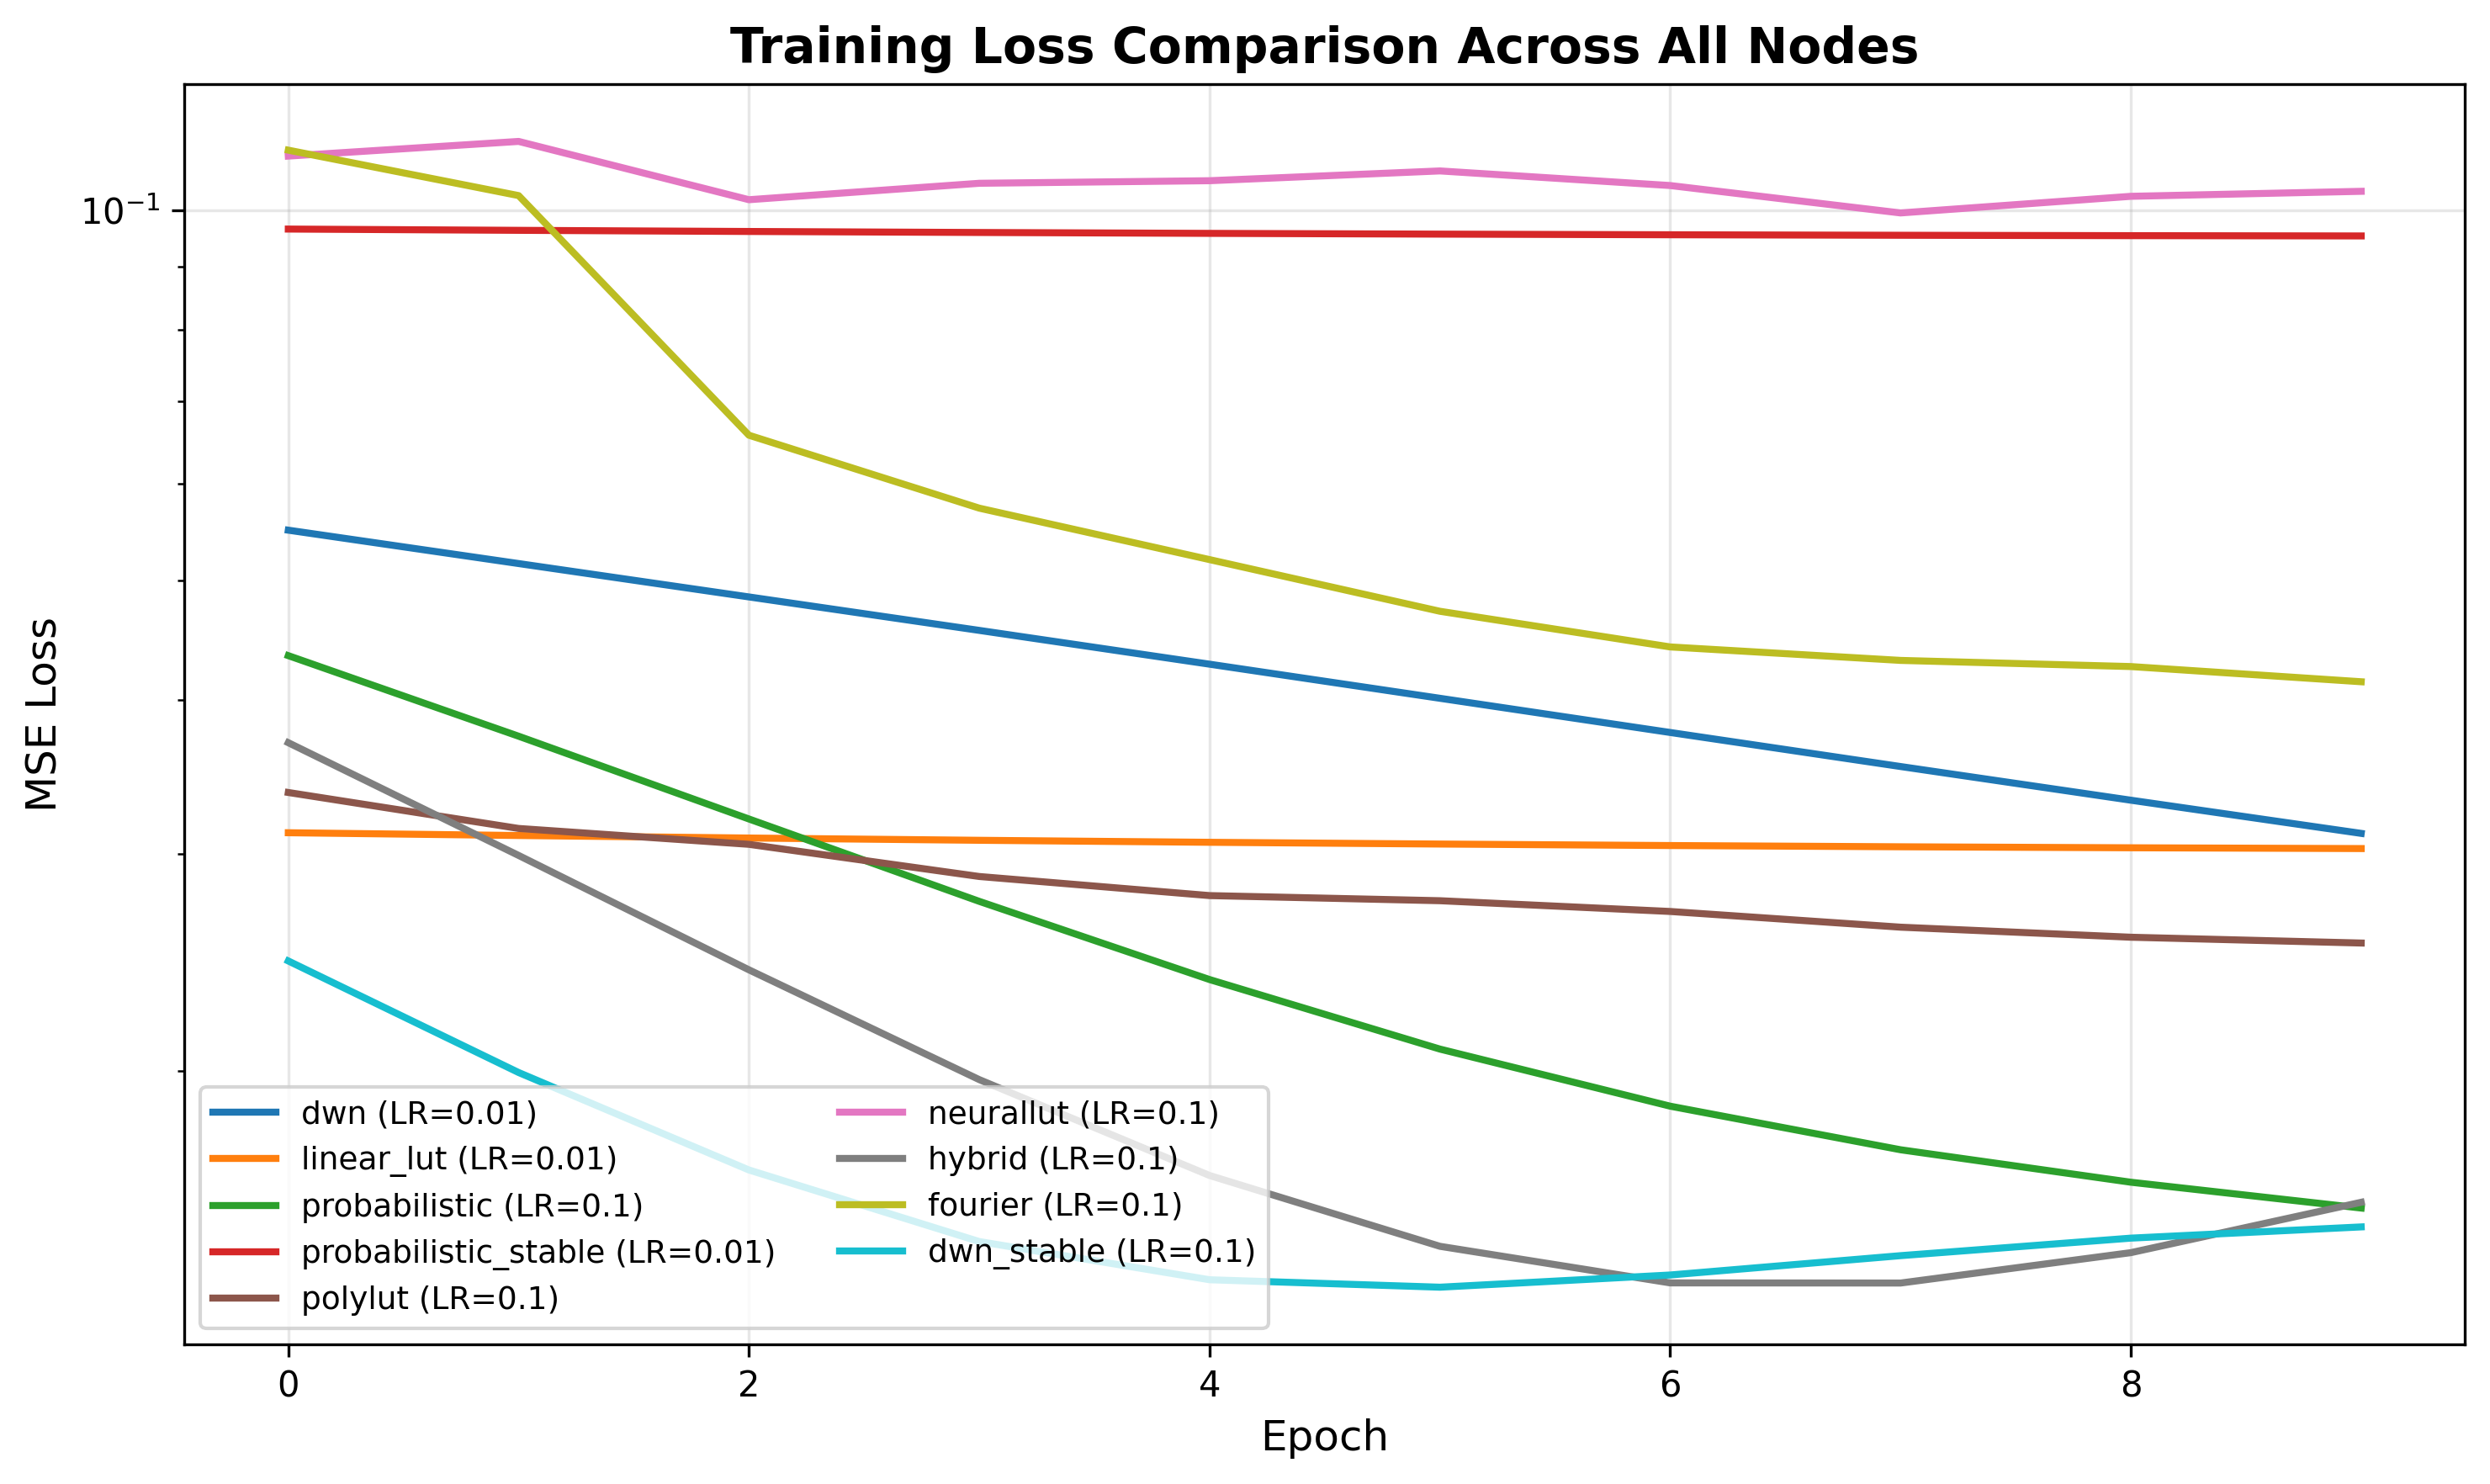 Training Loss Comparison Across All Nodes
10⁻¹
MSE Loss
dwn (LR=0.01)
linear_lut (LR=0.01)
probabilistic (LR=0.1)
probabilistic_stable (LR=0.01)
polylut (LR=0.1)
neurallut (LR=0.1)
hybrid (LR=0.1)
fourier (LR=0.1)
dwn_stable (LR=0.1)
0 2 4 6 8
Epoch